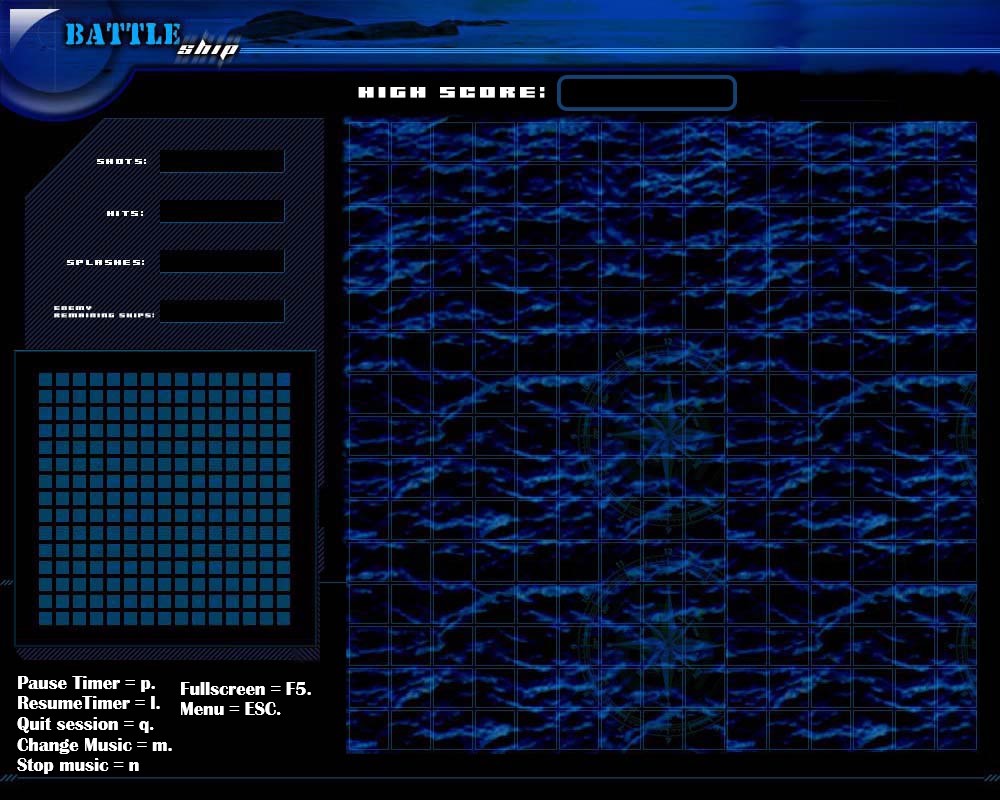 BATTLE
ship
HIGH SCORE:
SHOTS:
HITS:
SPLASHES:
ENEMY
REMAINING SHIPS:
Pause Timer = p.
ResumeTimer = l.
Quit session = q.
Change Music = m.
Stop music = n
Fullscreen = F5.
Menu = ESC.